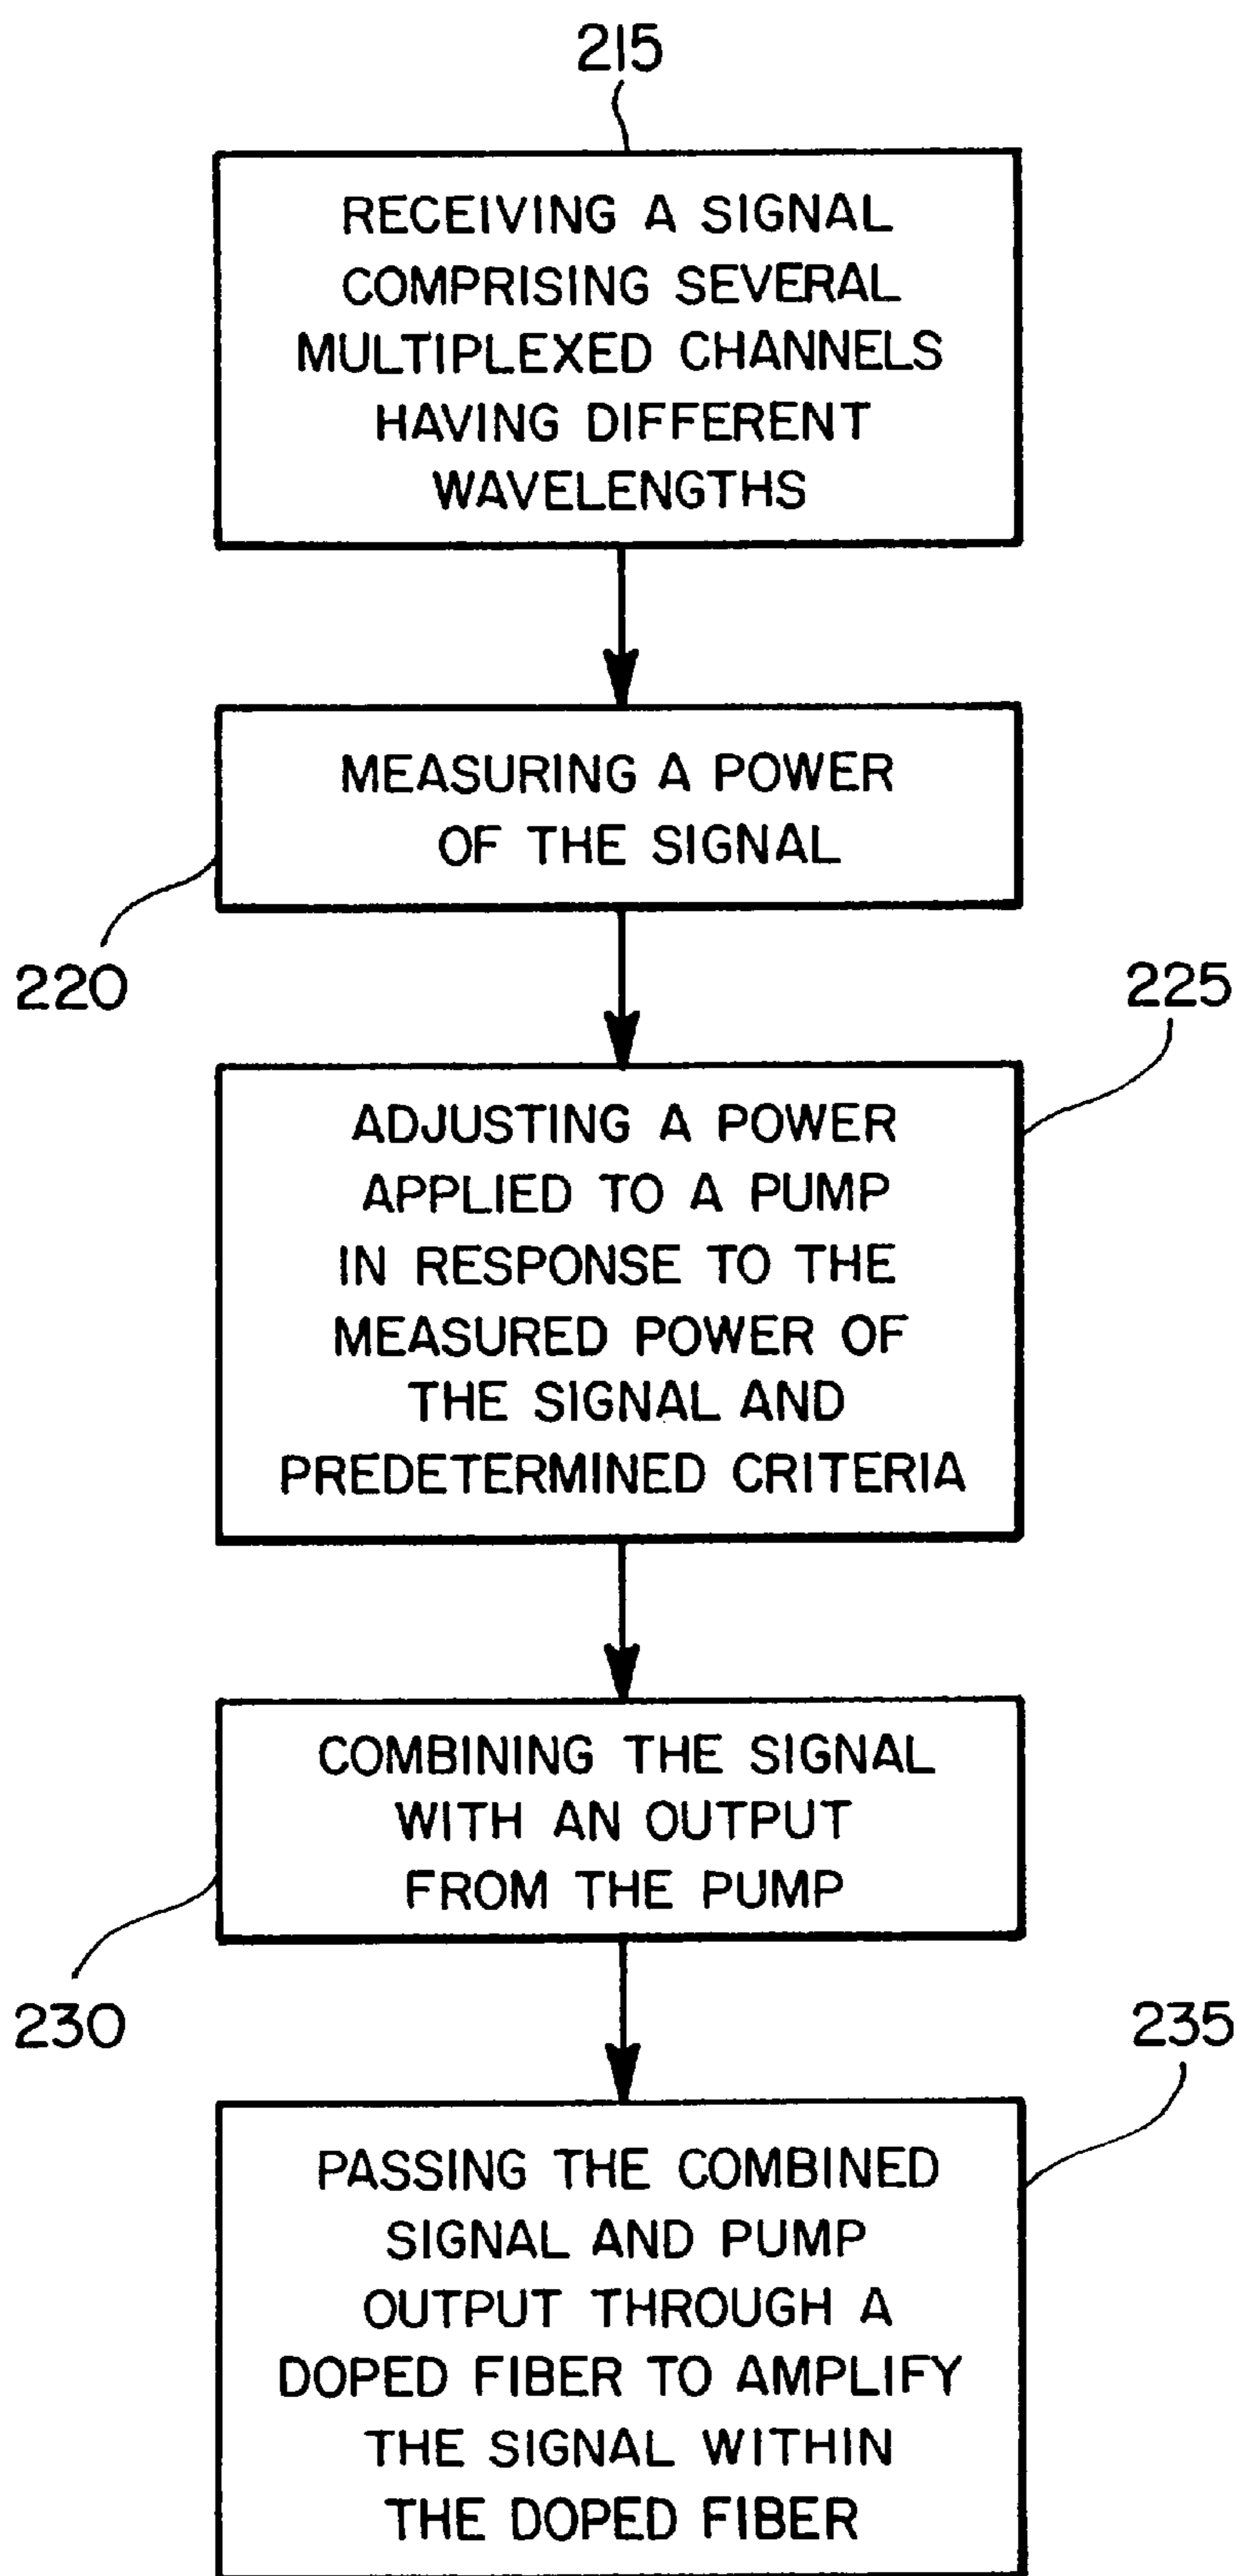 215
RECEIVING A SIGNAL
COMPRISING SEVERAL
MULTIPLEXED CHANNELS
HAVING DIFFERENT
WAVELENGTHS
MEASURING A POWER
OF THE SIGNAL
220
225
ADJUSTING A POWER
APPLIED TO A PUMP
IN RESPONSE TO THE
MEASURED POWER OF
THE SIGNAL AND
PREDETERMINED CRITERIA
COMBINING THE SIGNAL
WITH AN OUTPUT
FROM THE PUMP
230
235
PASSING THE COMBINED
SIGNAL AND PUMP
OUTPUT THROUGH A
DOPED FIBER TO AMPLIFY
THE SIGNAL WITHIN
THE DOPED FIBER